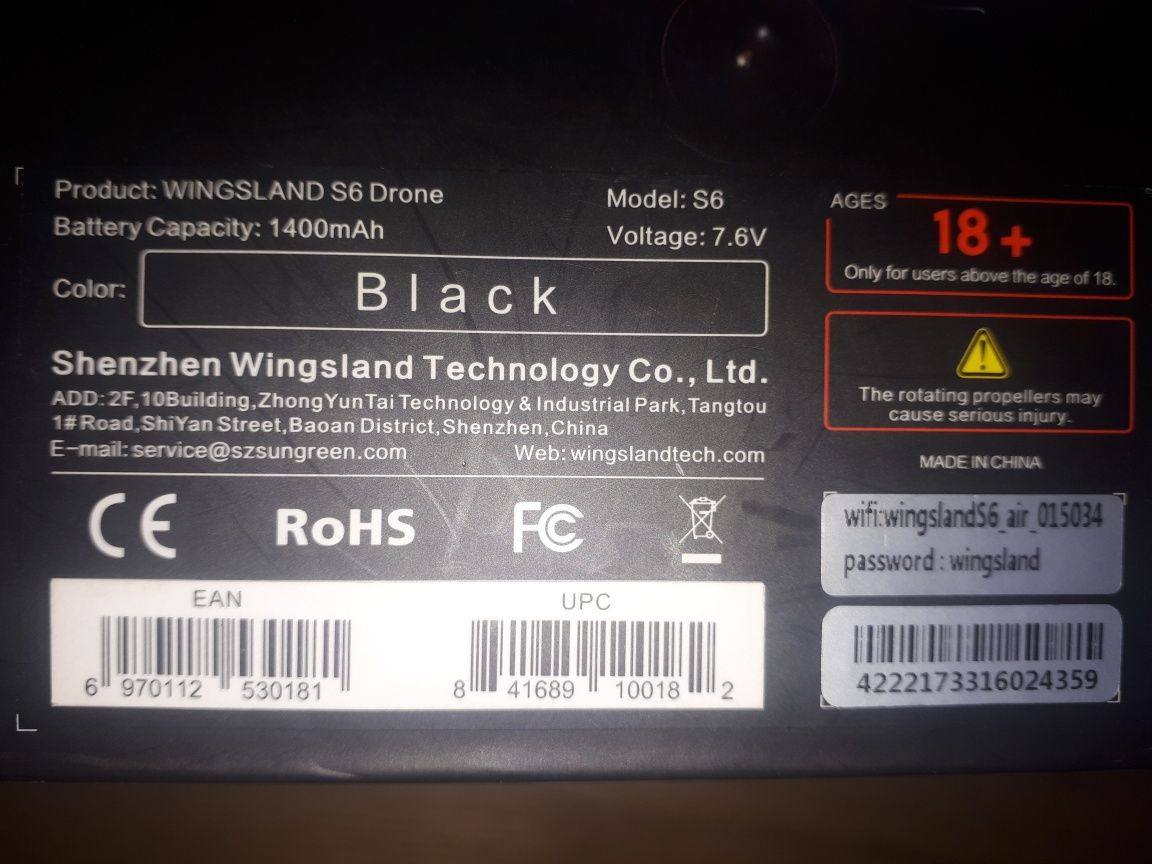 Product: WINGSLAND S6 Drone
Model: S6
Battery Capacity: 1400mAh
Voltage: 7.6V
Color: Black
Shenzhen Wingsland Technology Co., Ltd.
ADD:2F,10Building,ZhongYunTai Technology & Industrial Park,Tangtou
1# Road,ShiYan Street,Baoan District,Shenzhen,China
E-mail:service@szsungreen.com
Web:wingslandtech.com
CE
RoHS
FC
EAN
6 970112 530181
UPC
8 41689 10018 2
AGES
18+
Only for users above the age of 18.
The rotating propellers may
cause serious injury.
MADE IN CHINA
wifi:wingslandS6_air_015034
password : wingsland
4222173316024359